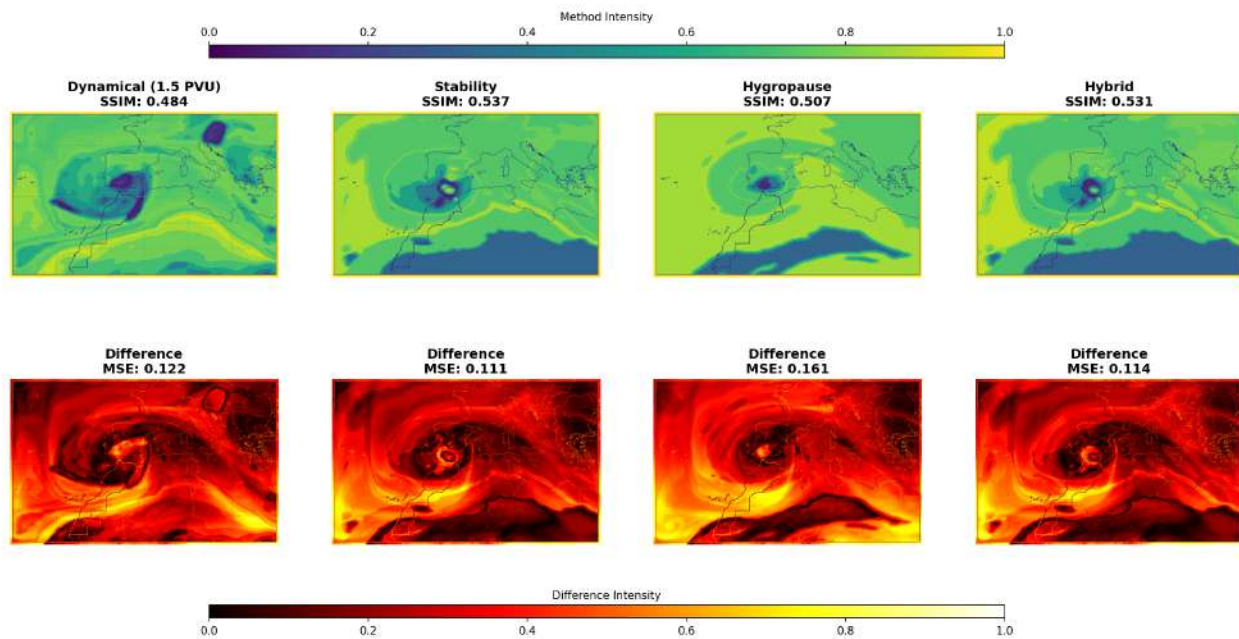 Method Intensity
0.0 0.2 0.4 0.6 0.8 1.0
Dynamical (1.5 PVU)
SSIM: 0.484
Stability
SSIM: 0.537
Hygropause
SSIM: 0.507
Hybrid
SSIM: 0.531
Difference
MSE: 0.122
Difference
MSE: 0.111
Difference
MSE: 0.161
Difference
MSE: 0.114
Difference Intensity
0.0 0.2 0.4 0.6 0.8 1.0